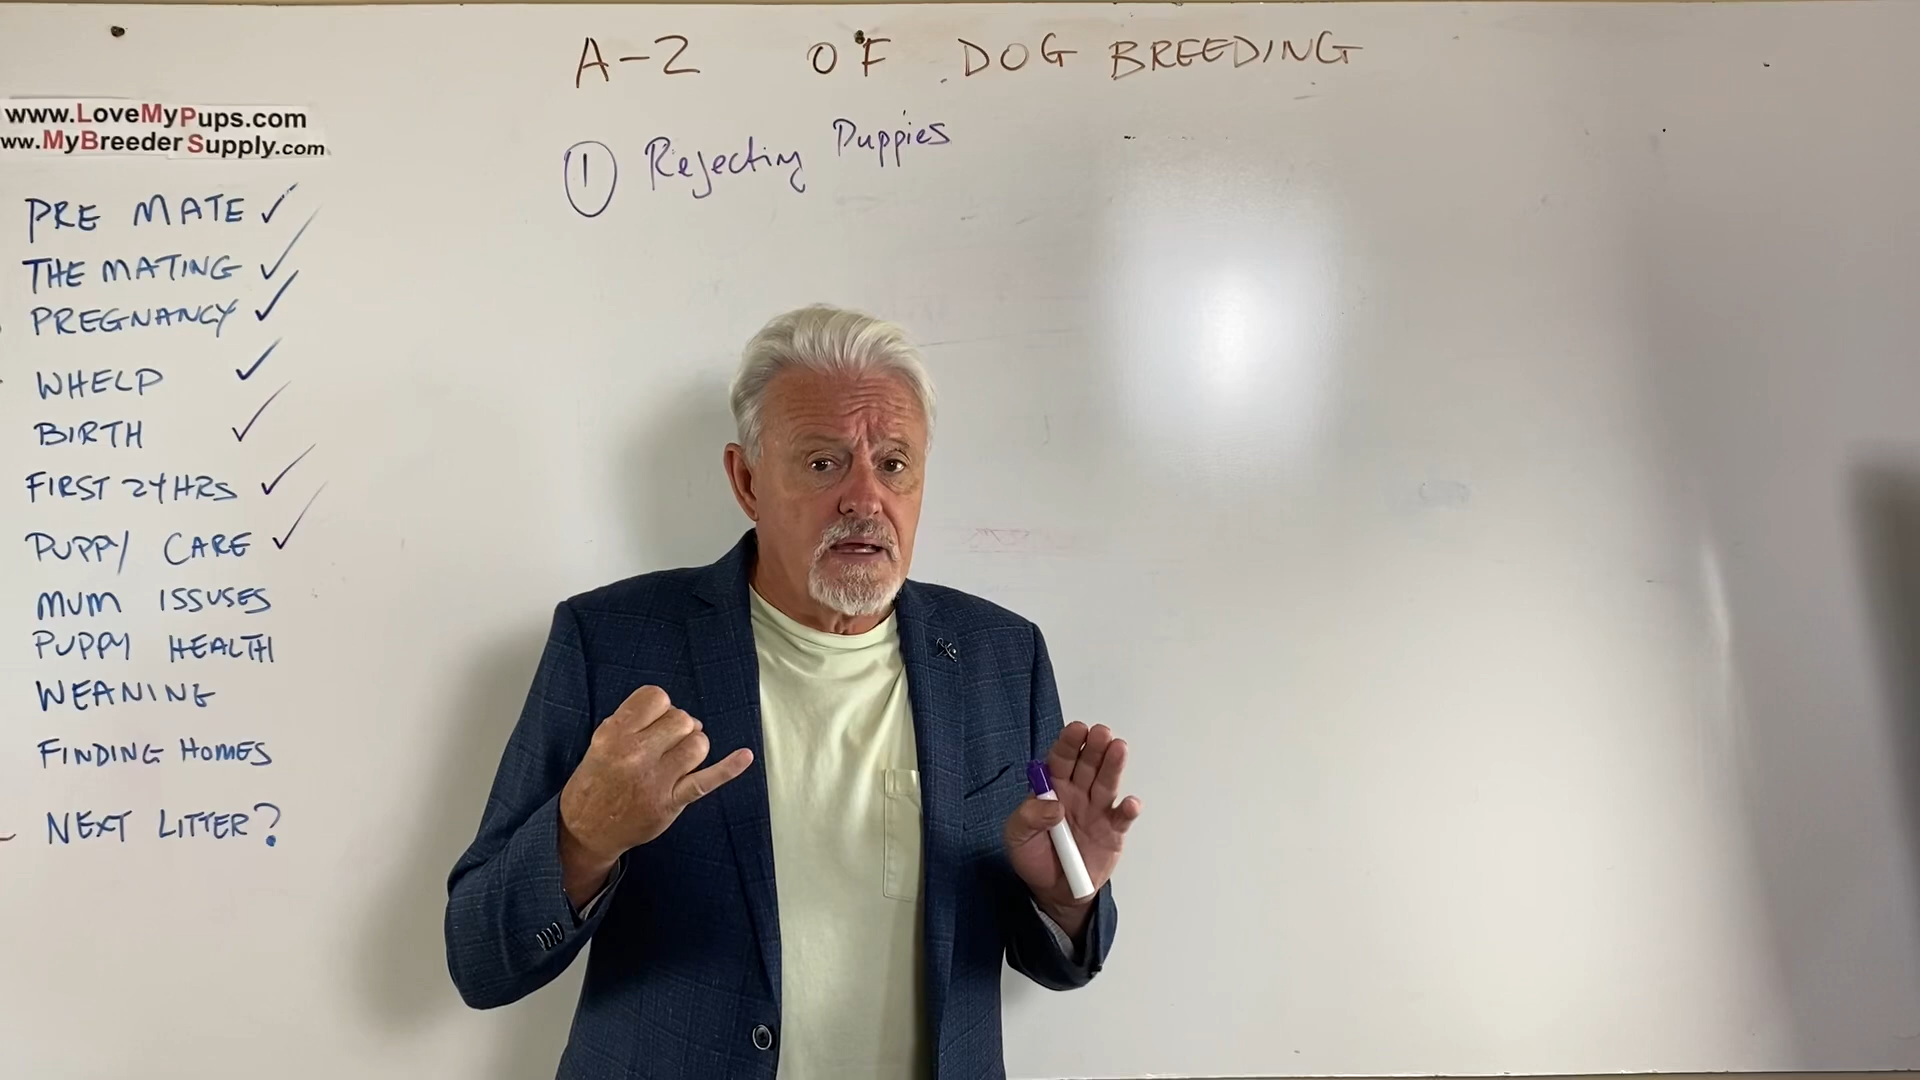 A-Z OF DOG BREEDING
www.LoveMyPups.com
ww.MyBreederSupply.com
① Rejecting Puppies
PRE MATE ✓
THE MATING ✓
PREGNANCY ✓
WHELP ✓
BIRTH ✓
FIRST 24HRS ✓
PUPPY CARE ✓
MUM ISSUSES
PUPPY HEALTH
WEANING
FINDING HOMES
NEXT LITTER?